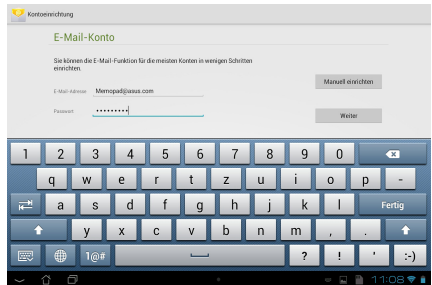 Kontoeinrichtung
E-Mail-Konto
Sie können die E-Mail-Funktion für die meisten Konten in wenigen Schritten
einrichten.
Manuell einrichten
E-Mail-Adresse Memopad@asus.com
Passwort •••••••••
Weiter
1 2 3 4 5 6 7 8 9 0
q w e r t z u i o p -
a s d f g h j k l Fertig
y x c v b n m , .
1@# ? ! ' :-)
11:08